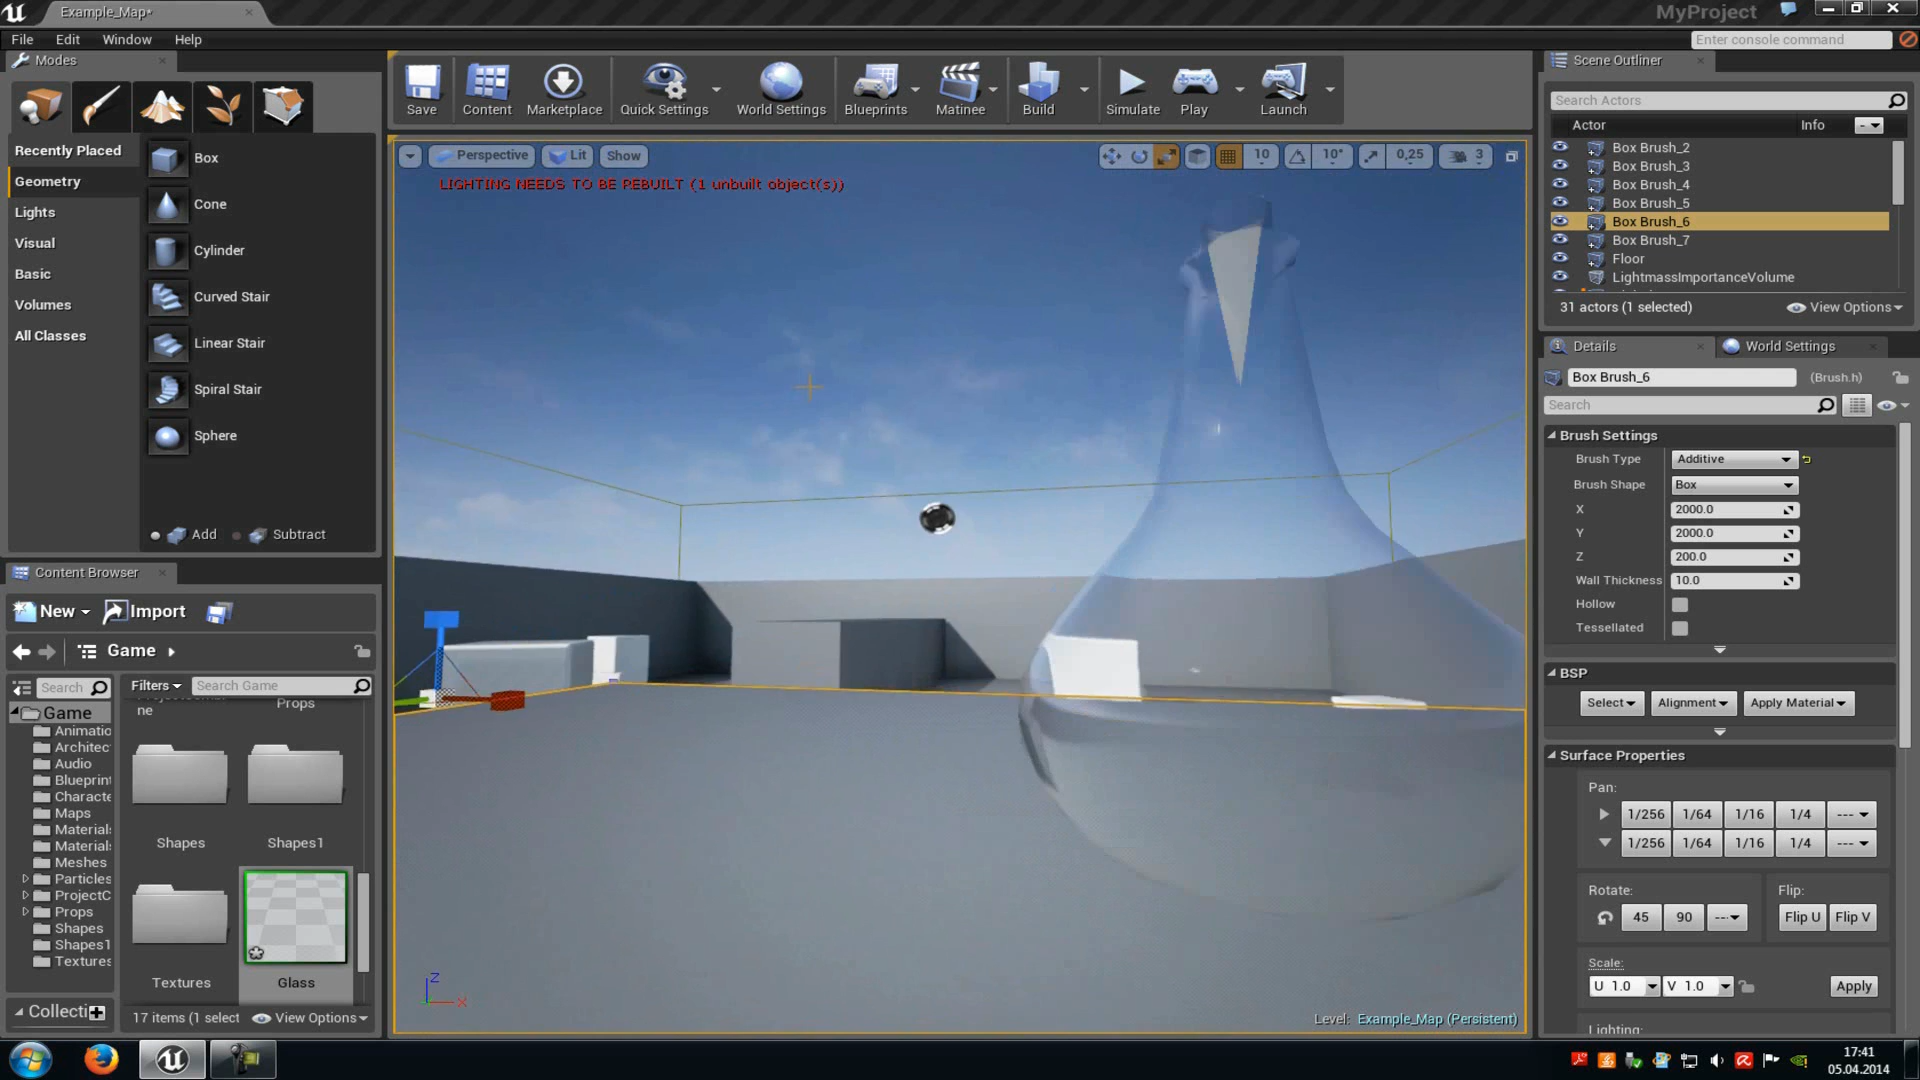 Example_Map*
MyProject
File Edit Window Help
Enter console command
Modes
Save
Content
Marketplace
Quick Settings
World Settings
Blueprints
Matinee
Build
Simulate
Play
Launch
Scene Outliner
Search Actors
Actor Info
Box Brush_2
Box Brush_3
Box Brush_4
Box Brush_5
Box Brush_6
Box Brush_7
Floor
LightmassImportanceVolume
31 actors (1 selected) View Options
Recently Placed
Geometry
Lights
Visual
Basic
Volumes
All Classes
Box
Cone
Cylinder
Curved Stair
Linear Stair
Spiral Stair
Sphere
Add Subtract
Perspective Lit Show
10 10° 0,25 3
LIGHTING NEEDS TO BE REBUILT (1 unbuilt object(s))
Z
X
Level: Example_Map (Persistent)
Details World Settings
Box Brush_6 (Brush.h)
Search
Brush Settings
Brush Type Additive
Brush Shape Box
X 2000.0
Y 2000.0
Z 200.0
Wall Thickness 10.0
Hollow
Tessellated
BSP
Select Alignment Apply Material
Surface Properties
Pan:
1/256 1/64 1/16 1/4 ---
1/256 1/64 1/16 1/4 ---
Rotate: Flip:
45 90 --- Flip U Flip V
Scale:
U 1.0 V 1.0 Apply
Lighting:
Content Browser
New Import
Game
Search
Filters Search Game
Game
Animatio
Architec
Audio
Blueprin
Characte
Maps
Material
Material
Meshes
Particles
ProjectC
Props
Shapes
Shapes1
Textures
Collecti
ne
Props
Shapes
Shapes1
Textures
Glass
17 items (1 select View Options
17:41
05.04.2014